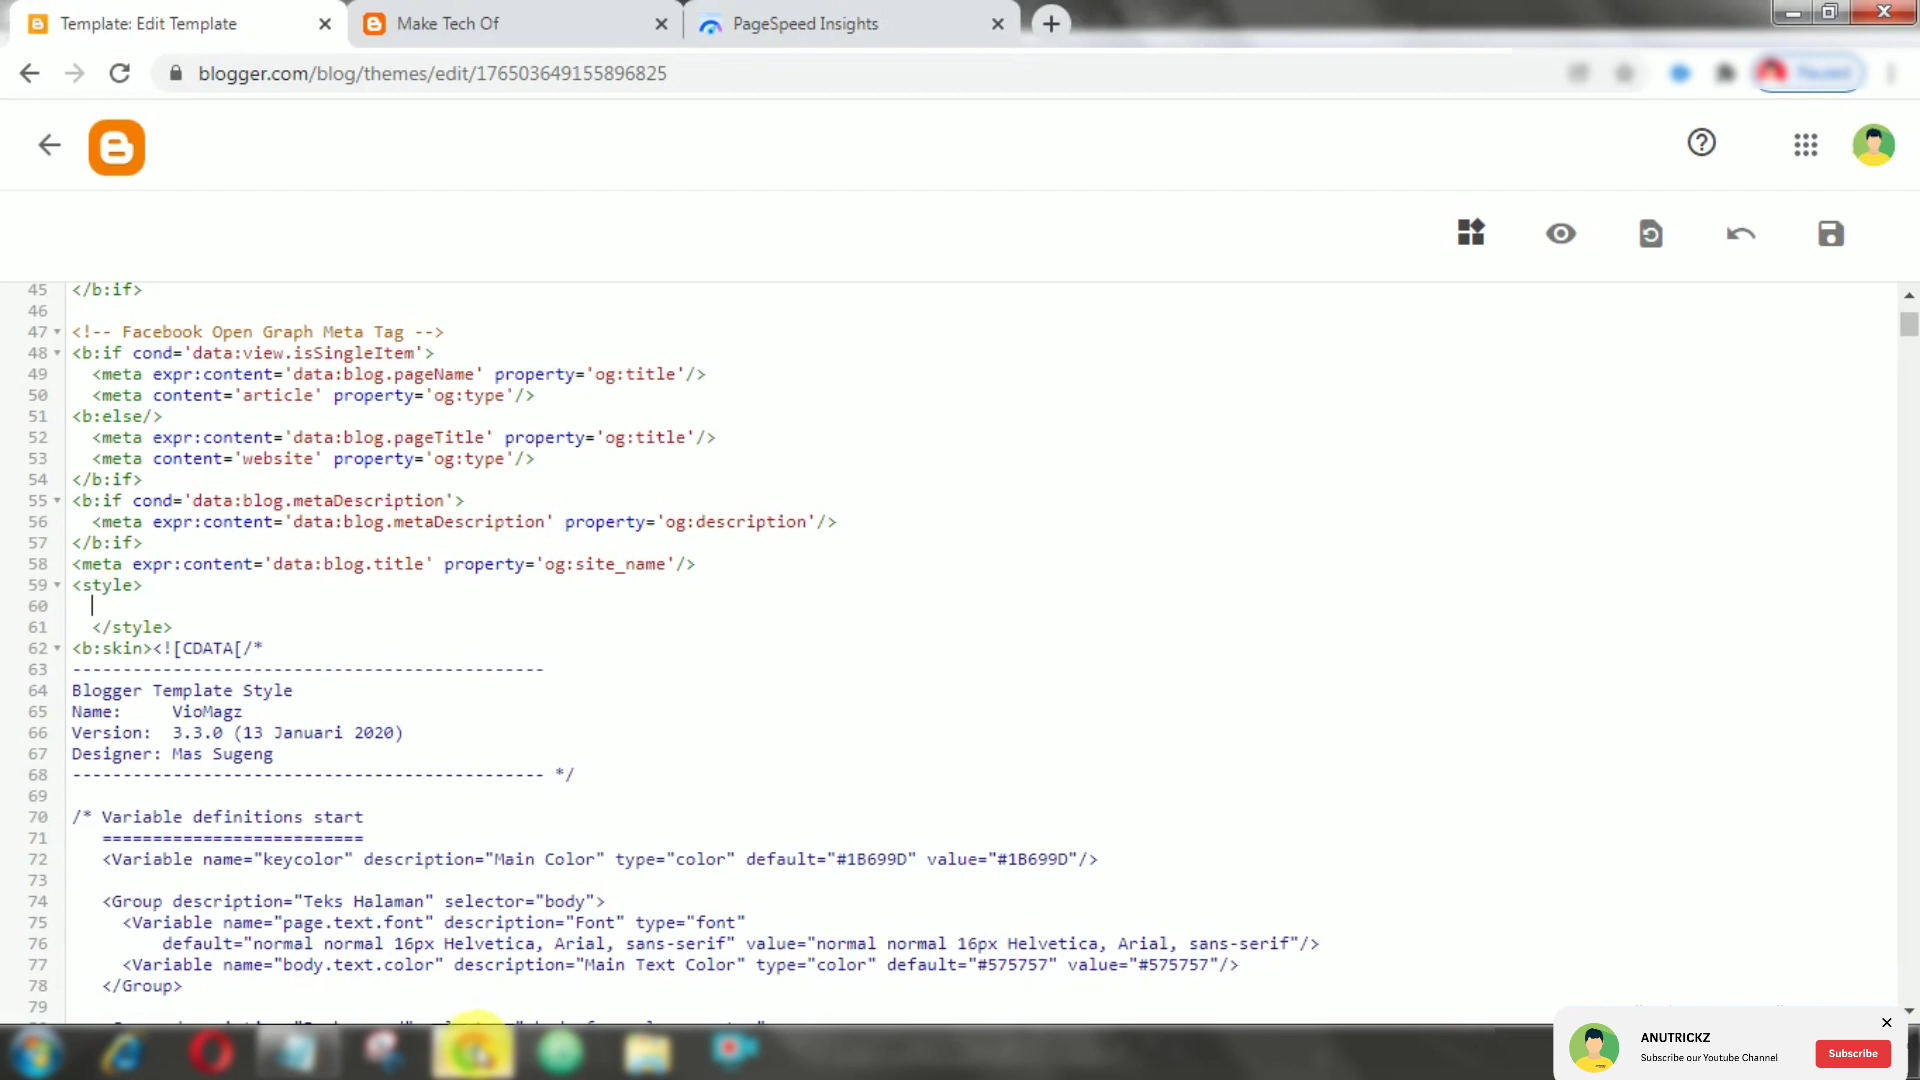 Template: Edit Template
Make Tech Of
PageSpeed Insights
blogger.com/blog/themes/edit/176503649155896825
Paused
45 </b:if>
46
47 <!-- Facebook Open Graph Meta Tag -->
48 <b:if cond='data:view.isSingleItem'>
49 <meta expr:content='data:blog.pageName' property='og:title'/>
50 <meta content='article' property='og:type'/>
51 <b:else/>
52 <meta expr:content='data:blog.pageTitle' property='og:title'/>
53 <meta content='website' property='og:type'/>
54 </b:if>
55 <b:if cond='data:blog.metaDescription'>
56 <meta expr:content='data:blog.metaDescription' property='og:description'/>
57 </b:if>
58 <meta expr:content='data:blog.title' property='og:site_name'/>
59 <style>
60
61 </style>
62 <b:skin><![CDATA[/*
63 -----------------------------------------------
64 Blogger Template Style
65 Name: VioMagz
66 Version: 3.3.0 (13 Januari 2020)
67 Designer: Mas Sugeng
68 ----------------------------------------------- */
69
70 /* Variable definitions start
71 ==========================
72 <Variable name="keycolor" description="Main Color" type="color" default="#1B699D" value="#1B699D"/>
73
74 <Group description="Teks Halaman" selector="body">
75 <Variable name="page.text.font" description="Font" type="font"
76 default="normal normal 16px Helvetica, Arial, sans-serif" value="normal normal 16px Helvetica, Arial, sans-serif"/>
77 <Variable name="body.text.color" description="Main Text Color" type="color" default="#575757" value="#575757"/>
78 </Group>
79
ANUTRICKZ
Subscribe our Youtube Channel
Subscribe